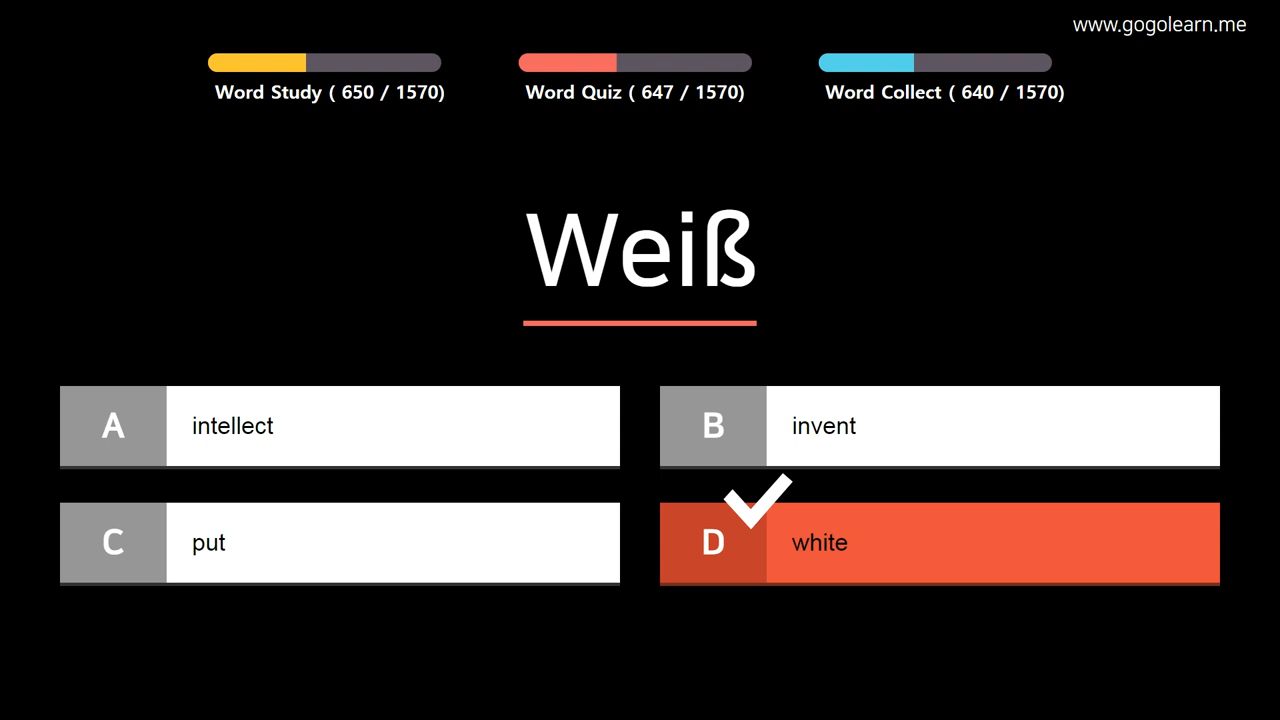 www.gogolearn.me
Word Study ( 650 / 1570)
Word Quiz ( 647 / 1570)
Word Collect ( 640 / 1570)
Weiß
A intellect
B invent
C put
D white